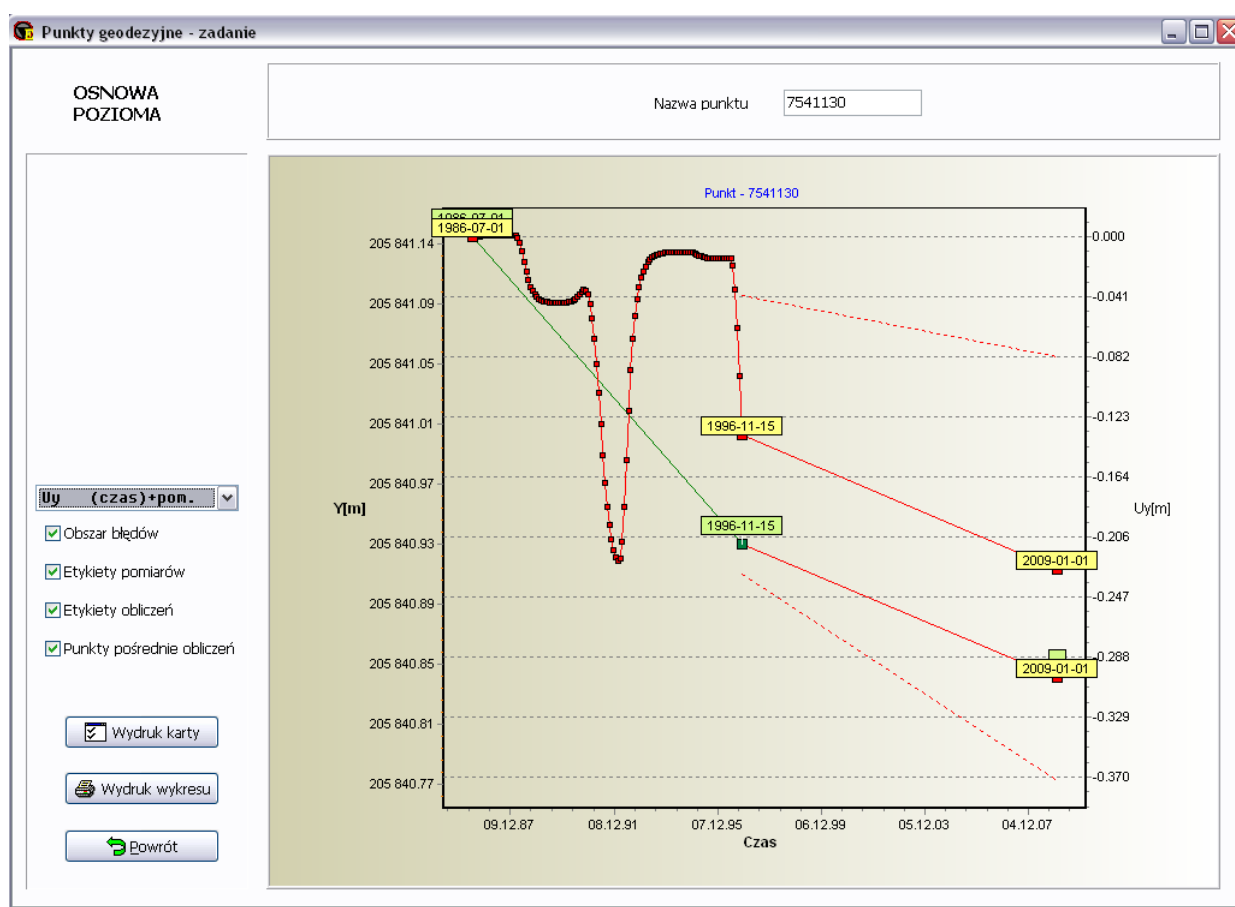 Punkty geodezyjne - zadanie
OSNOWA
POZIOMA
Nazwa punktu 7541130
Uy (czas)+pom.
Obszar błędów
Etykiety pomiarów
Etykiety obliczeń
Punkty pośrednie obliczeń
Wydruk karty
Wydruk wykresu
Powrót
Punkt - 7541130
1986-07-01
1986-07-01
1996-11-15
1996-11-15
2009-01-01
2009-01-01
205 841.14
205 841.09
205 841.05
205 841.01
205 840.97
205 840.93
205 840.89
205 840.85
205 840.81
205 840.77
Y[m]
-0.000
-0.041
-0.082
-0.123
-0.164
-0.206
-0.247
-0.288
-0.329
-0.370
Uy[m]
09.12.87
08.12.91
07.12.95
06.12.99
05.12.03
04.12.07
Czas